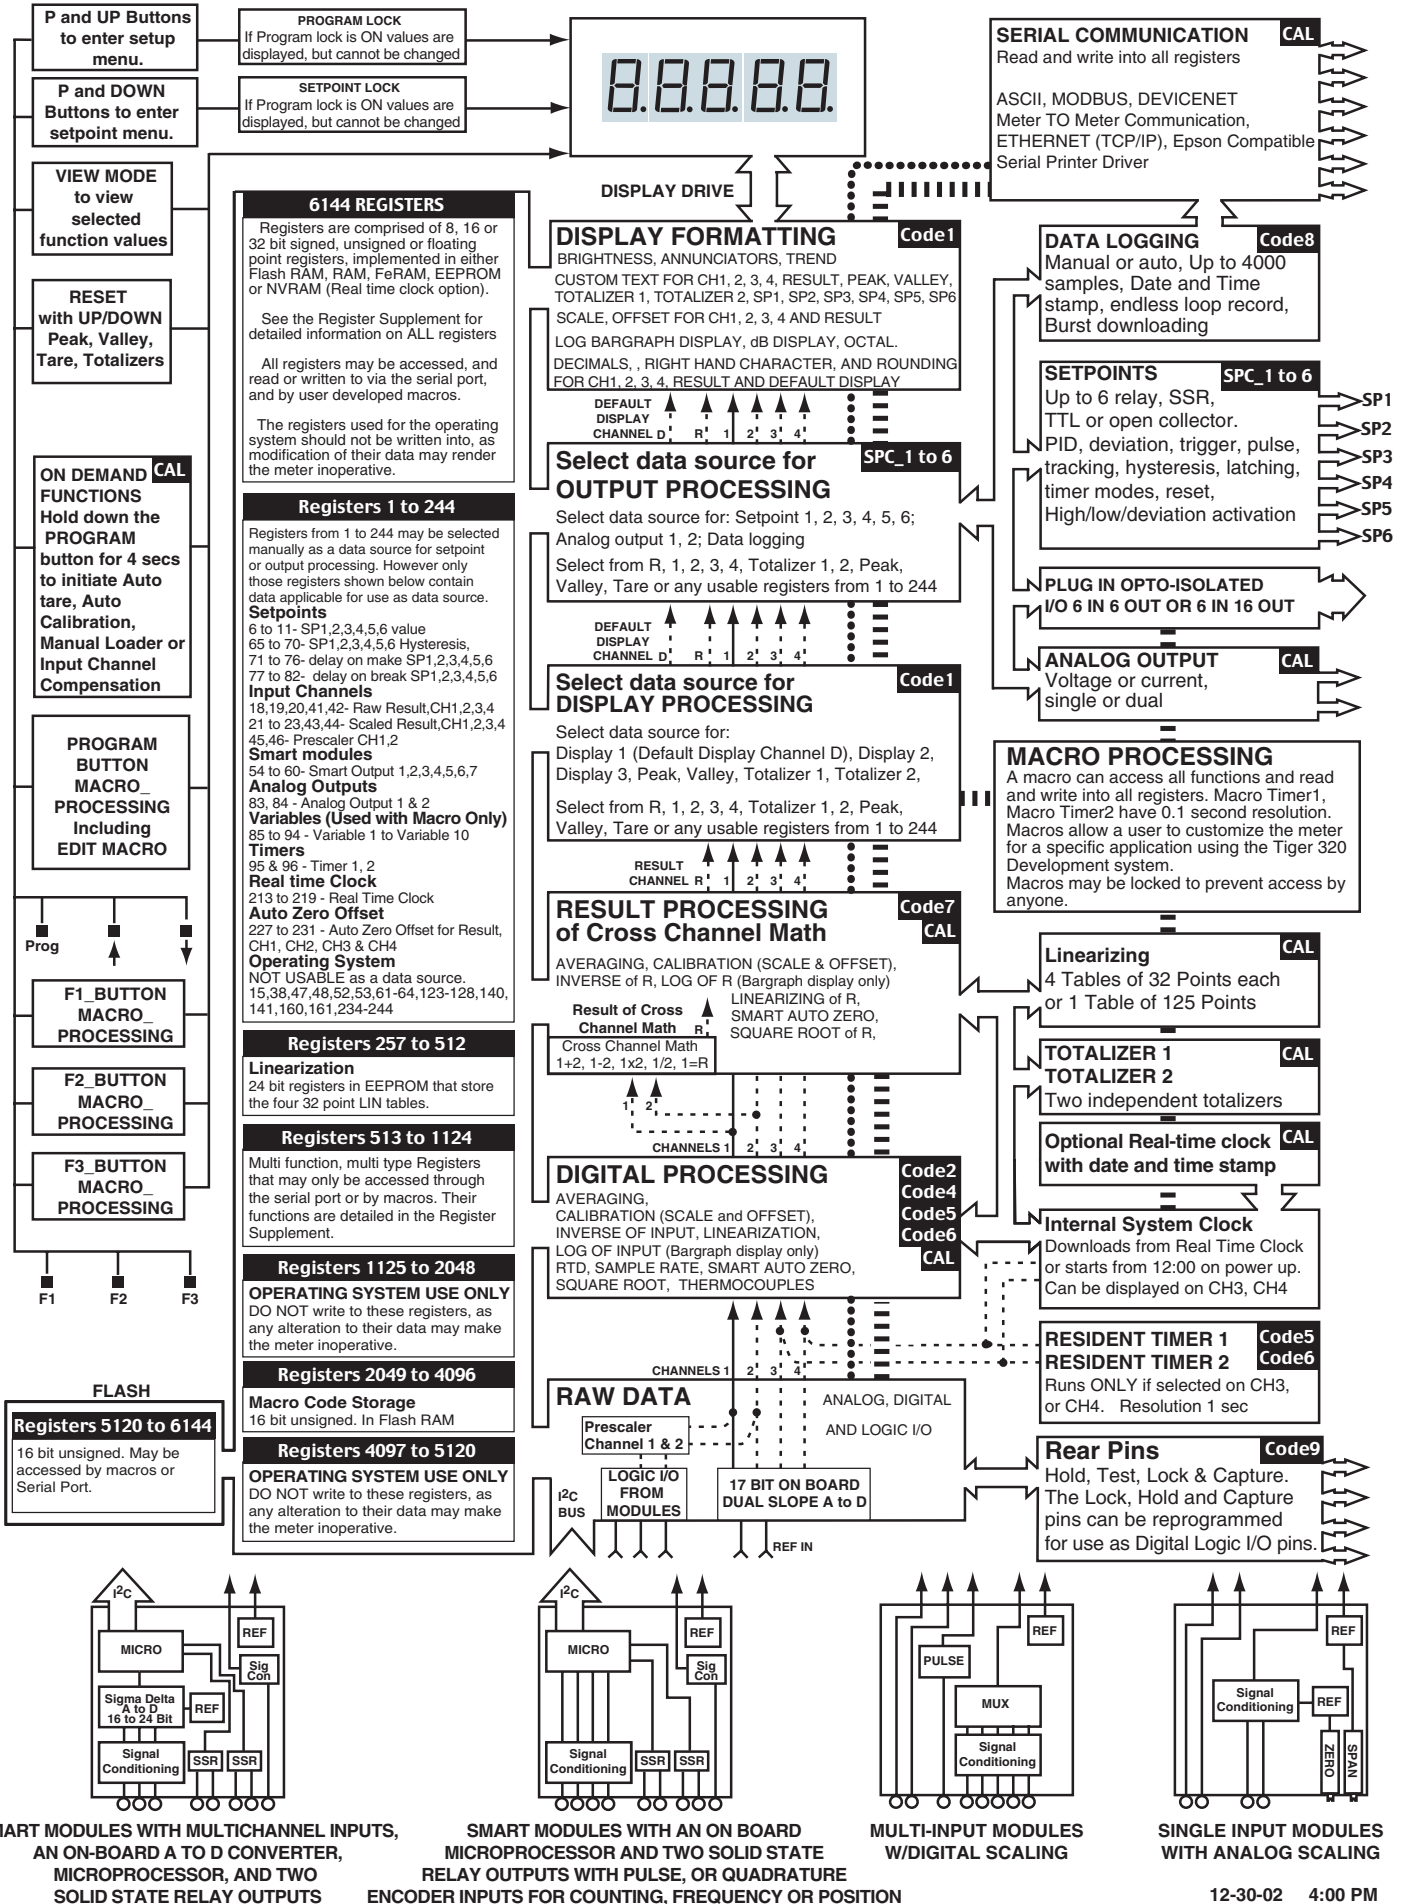 P and UP Buttons
to enter setup
menu.
PROGRAM LOCK
If Program lock is ON values are
displayed, but cannot be changed
P and DOWN
Buttons to enter
setpoint menu.
SETPOINT LOCK
If Program lock is ON values are
displayed, but cannot be changed
VIEW MODE
to view
selected
function values
RESET
with UP/DOWN
Peak, Valley,
Tare, Totalizers
ON DEMAND CAL
FUNCTIONS
Hold down the
PROGRAM
button for 4 secs
to initiate Auto
tare, Auto
Calibration,
Manual Loader or
Input Channel
Compensation
PROGRAM
BUTTON
MACRO_
PROCESSING
Including
EDIT MACRO
Prog
F1_BUTTON
MACRO_
PROCESSING
F2_BUTTON
MACRO_
PROCESSING
F3_BUTTON
MACRO_
PROCESSING
F1 F2 F3
FLASH
Registers 5120 to 6144
16 bit unsigned. May be
accessed by macros or
Serial Port.
6144 REGISTERS
Registers are comprised of 8, 16 or
32 bit signed, unsigned or floating
point registers, implemented in either
Flash RAM, RAM, FeRAM, EEPROM
or NVRAM (Real time clock option).
See the Register Supplement for
detailed information on ALL registers
All registers may be accessed, and
read or written to via the serial port,
and by user developed macros.
The registers used for the operating
system should not be written into, as
modification of their data may render
the meter inoperative.
Registers 1 to 244
Registers from 1 to 244 may be selected
manually as a data source for setpoint
or output processing. However only
those registers shown below contain
data applicable for use as data source.
Setpoints
6 to 11- SP1,2,3,4,5,6 value
65 to 70- SP1,2,3,4,5,6 Hysteresis,
71 to 76- delay on make SP1,2,3,4,5,6
77 to 82- delay on break SP1,2,3,4,5,6
Input Channels
18,19,20,41,42- Raw Result,CH1,2,3,4
21 to 23,43,44- Scaled Result,CH1,2,3,4
45,46- Prescaler CH1,2
Smart modules
54 to 60- Smart Output 1,2,3,4,5,6,7
Analog Outputs
83, 84 - Analog Output 1 & 2
Variables (Used with Macro Only)
85 to 94 - Variable 1 to Variable 10
Timers
95 & 96 - Timer 1, 2
Real time Clock
213 to 219 - Real Time Clock
Auto Zero Offset
227 to 231 - Auto Zero Offset for Result,
CH1, CH2, CH3 & CH4
Operating System
NOT USABLE as a data source.
15,38,47,48,52,53,61-64,123-128,140,
141,160,161,234-244
Registers 257 to 512
Linearization
24 bit registers in EEPROM that store
the four 32 point LIN tables.
Registers 513 to 1124
Multi function, multi type Registers
that may only be accessed through
the serial port or by macros. Their
functions are detailed in the Register
Supplement.
Registers 1125 to 2048
OPERATING SYSTEM USE ONLY
DO NOT write to these registers, as
any alteration to their data may make
the meter inoperative.
Registers 2049 to 4096
Macro Code Storage
16 bit unsigned. In Flash RAM
Registers 4097 to 5120
OPERATING SYSTEM USE ONLY
DO NOT write to these registers, as
any alteration to their data may make
the meter inoperative.
8.8.8.8.8.
DISPLAY DRIVE
DISPLAY FORMATTING Code1
BRIGHTNESS, ANNUNCIATORS, TREND
CUSTOM TEXT FOR CH1, 2, 3, 4, RESULT, PEAK, VALLEY,
TOTALIZER 1, TOTALIZER 2, SP1, SP2, SP3, SP4, SP5, SP6
SCALE, OFFSET FOR CH1, 2, 3, 4 AND RESULT
LOG BARGRAPH DISPLAY, dB DISPLAY, OCTAL.
DECIMALS, , RIGHT HAND CHARACTER, AND ROUNDING
FOR CH1, 2, 3, 4, RESULT AND DEFAULT DISPLAY
DEFAULT
DISPLAY
CHANNEL D R 1 2 3 4
Select data source for SPC_1 to 6
OUTPUT PROCESSING
Select data source for: Setpoint 1, 2, 3, 4, 5, 6;
Analog output 1, 2; Data logging
Select from R, 1, 2, 3, 4, Totalizer 1, 2, Peak,
Valley, Tare or any usable registers from 1 to 244
DEFAULT
DISPLAY
CHANNEL D R 1 2 3 4
Select data source for Code1
DISPLAY PROCESSING
Select data source for:
Display 1 (Default Display Channel D), Display 2,
Display 3, Peak, Valley, Totalizer 1, Totalizer 2,
Select from R, 1, 2, 3, 4, Totalizer 1, 2, Peak,
Valley, Tare or any usable registers from 1 to 244
RESULT
CHANNEL R 1 2 3 4
RESULT PROCESSING Code7
of Cross Channel Math CAL
AVERAGING, CALIBRATION (SCALE & OFFSET),
INVERSE of R, LOG OF R (Bargraph display only)
LINEARIZING of R,
SMART AUTO ZERO,
SQUARE ROOT of R,
Result of Cross
Channel Math R
Cross Channel Math
1+2, 1-2, 1x2, 1/2, 1=R
1 2
CHANNELS 1 2 3 4
DIGITAL PROCESSING Code2
Code4
Code5
Code6
CAL
AVERAGING,
CALIBRATION (SCALE and OFFSET),
INVERSE OF INPUT, LINEARIZATION,
LOG OF INPUT (Bargraph display only)
RTD, SAMPLE RATE, SMART AUTO ZERO,
SQUARE ROOT, THERMOCOUPLES
CHANNELS 1 2 3 4
RAW DATA
ANALOG, DIGITAL
AND LOGIC I/O
Prescaler
Channel 1 & 2
LOGIC I/O
FROM
MODULES
17 BIT ON BOARD
DUAL SLOPE A to D
I2C
BUS
REF IN
SERIAL COMMUNICATION CAL
Read and write into all registers
ASCII, MODBUS, DEVICENET
Meter TO Meter Communication,
ETHERNET (TCP/IP), Epson Compatible
Serial Printer Driver
DATA LOGGING Code8
Manual or auto, Up to 4000
samples, Date and Time
stamp, endless loop record,
Burst downloading
SETPOINTS SPC_1 to 6
Up to 6 relay, SSR,
TTL or open collector.
PID, deviation, trigger, pulse,
tracking, hysteresis, latching,
timer modes, reset,
High/low/deviation activation
SP1
SP2
SP3
SP4
SP5
SP6
PLUG IN OPTO-ISOLATED
I/O 6 IN 6 OUT OR 6 IN 16 OUT
ANALOG OUTPUT CAL
Voltage or current,
single or dual
MACRO PROCESSING
A macro can access all functions and read
and write into all registers. Macro Timer1,
Macro Timer2 have 0.1 second resolution.
Macros allow a user to customize the meter
for a specific application using the Tiger 320
Development system.
Macros may be locked to prevent access by
anyone.
Linearizing CAL
4 Tables of 32 Points each
or 1 Table of 125 Points
TOTALIZER 1 CAL
TOTALIZER 2
Two independent totalizers
Optional Real-time clock CAL
with date and time stamp
Internal System Clock
Downloads from Real Time Clock
or starts from 12:00 on power up.
Can be displayed on CH3, CH4
RESIDENT TIMER 1 Code5
RESIDENT TIMER 2 Code6
Runs ONLY if selected on CH3,
or CH4. Resolution 1 sec
Rear Pins Code9
Hold, Test, Lock & Capture.
The Lock, Hold and Capture
pins can be reprogrammed
for use as Digital Logic I/O pins.
I2C
REF
MICRO
Sig
Con
Sigma Delta
A to D
16 to 24 Bit
REF
Signal
Conditioning
SSR SSR
MART MODULES WITH MULTICHANNEL INPUTS,
AN ON-BOARD A TO D CONVERTER,
MICROPROCESSOR, AND TWO
SOLID STATE RELAY OUTPUTS
I2C
REF
MICRO
Sig
Con
Signal
Conditioning
SSR SSR
SMART MODULES WITH AN ON BOARD
MICROPROCESSOR AND TWO SOLID STATE
RELAY OUTPUTS WITH PULSE, OR QUADRATURE
ENCODER INPUTS FOR COUNTING, FREQUENCY OR POSITION
REF
PULSE
MUX
Signal
Conditioning
MULTI-INPUT MODULES
W/DIGITAL SCALING
REF
Signal
Conditioning
REF
ZERO
SPAN
SINGLE INPUT MODULES
WITH ANALOG SCALING
12-30-02 4:00 PM